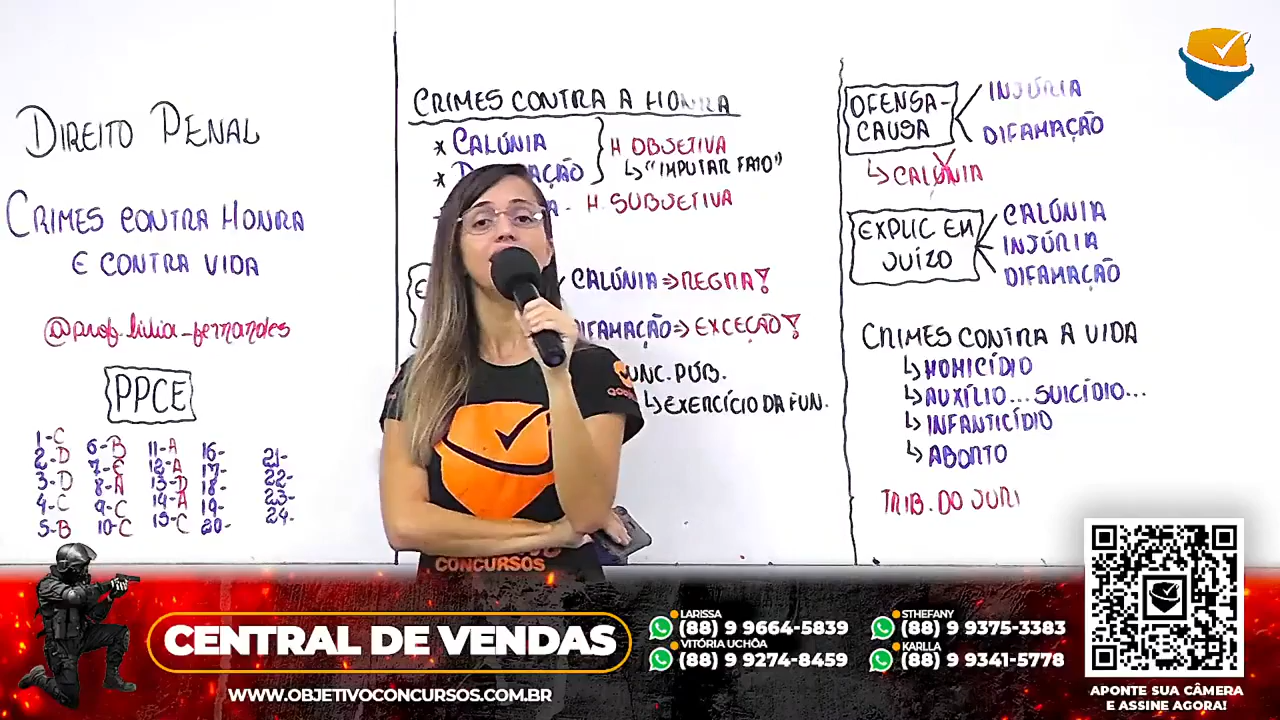 DIREITO PENAL
CRIMES CONTRA HONRA
E CONTRA VIDA
@prof.lívia_fernandes
PPCE
1-C 6-B 11-A 16-
2-D 7-E 12-A 17- 21-
3-D 8-A 13-D 18- 22-
4-C 9-C 14-A 19- 23-
5-B 10-C 15-C 20- 24-
CRIMES CONTRA A HONRA
* CALÚNIA
* D AÇÃO
H OBJETIVA
↳ "IMPUTAR FATO"
A - H. SUBJETIVA
CALÚNIA => REGRA!
DIFAMAÇÃO => EXCEÇÃO!
UNC. PÚB.
↳ EXERCÍCIO DA FUN.
OFENSA-
CAUSA
INJÚRIA
DIFAMAÇÃO
↳ CALÚNIA
EXPLIC EM
JUÍZO
CALÚNIA
INJÚRIA
DIFAMAÇÃO
CRIMES CONTRA A VIDA
↳ HOMICÍDIO
↳ AUXÍLIO... SUICÍDIO...
↳ INFANTICÍDIO
↳ ABORTO
TRIB. DO JURI
CONCURSOS
CENTRAL DE VENDAS
WWW.OBJETIVOCONCURSOS.COM.BR
LARISSA
(88) 9 9664-5839
VITÓRIA UCHÔA
(88) 9 9274-8459
STHEFANY
(88) 9 9375-3383
KARLLA
(88) 9 9341-5778
APONTE SUA CÂMERA
E ASSINE AGORA!